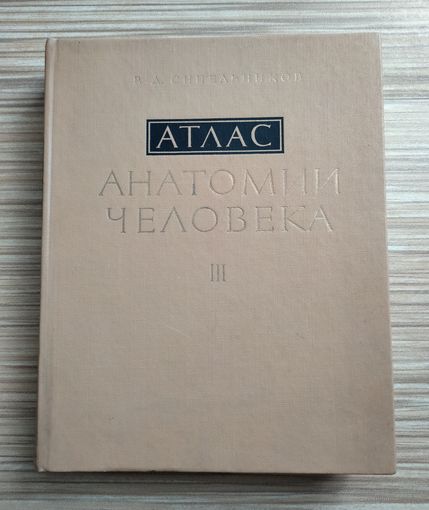 Р. Д. СИНЕЛЬНИКОВ
АТЛАС
АНАТОМИИ
ЧЕЛОВЕКА
III